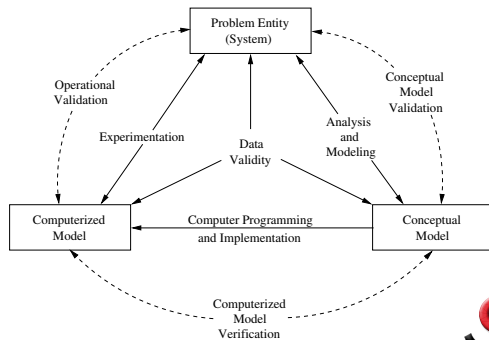 Problem Entity
(System)
Operational
Validation
Conceptual
Model
Validation
Experimentation
Data
Validity
Analysis
and
Modeling
Computerized
Model
Computer Programming
and Implementation
Conceptual
Model
Computerized
Model
Verification